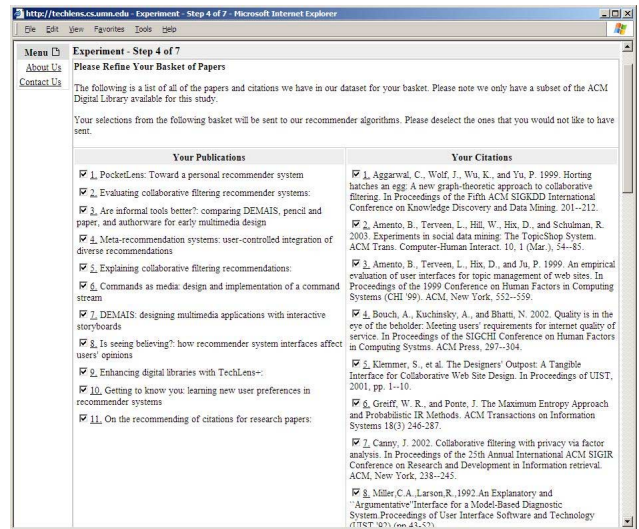 http://techlens.cs.umn.edu - Experiment - Step 4 of 7 - Microsoft Internet Explorer
File Edit View Favorites Tools Help
Menu
About Us
Contact Us
Experiment - Step 4 of 7
Please Refine Your Basket of Papers
The following is a list of all of the papers and citations we have in our dataset for your basket. Please note we only have a subset of the ACM
Digital Library available for this study.
Your selections from the following basket will be sent to our recommender algorithms. Please deselect the ones that you would not like to have
sent.
Your Publications
1. PocketLens: Toward a personal recommender system
2. Evaluating collaborative filtering recommender systems:
3. Are informal tools better?: comparing DEMAIS, pencil and
paper, and authorware for early multimedia design
4. Meta-recommendation systems: user-controlled integration of
diverse recommendations
5. Explaining collaborative filtering recommendations:
6. Commands as media: design and implementation of a command
stream
7. DEMAIS: designing multimedia applications with interactive
storyboards
8. Is seeing believing?: how recommender system interfaces affect
users' opinions
9. Enhancing digital libraries with TechLens+:
10. Getting to know you: learning new user preferences in
recommender systems
11. On the recommending of citations for research papers:
Your Citations
1. Aggarwal, C., Wolf, J., Wu, K., and Yu, P. 1999. Horting
hatches an egg: A new graph-theoretic approach to collaborative
filtering. In Proceedings of the Fifth ACM SIGKDD International
Conference on Knowledge Discovery and Data Mining. 201--212.
2. Amento, B., Terveen, L., Hill, W., Hix, D., and Schulman, R.
2003. Experiments in social data mining: The TopicShop System.
ACM Trans. Computer-Human Interact. 10, 1 (Mar.), 54--85.
3. Amento, B., Terveen, L., Hix, D., and Ju, P. 1999. An empirical
evaluation of user interfaces for topic management of web sites. In
Proceedings of the 1999 Conference on Human Factors in Computing
Systems (CHI '99). ACM, New York, 552--559.
4. Bouch, A., Kuchinsky, A., and Bhatti, N. 2002. Quality is in the
eye of the beholder: Meeting users' requirements for internet quality of
service. In Proceedings of the SIGCHI Conference on Human Factors
in Computing Systms. ACM Press, 297--304.
5. Klemmer, S., et al. The Designers' Outpost: A Tangible
Interface for Collaborative Web Site Design. In Proceedings of UIST,
2001, pp. 1--10.
6. Greiff, W. R., and Ponte, J. The Maximum Entropy Approach
and Probabilistic IR Methods. ACM Transactions on Information
Systems 18(3) 246-287.
7. Canny, J. 2002. Collaborative filtering with privacy via factor
analysis. In Proceedings of the 25th Annual International ACM SIGIR
Conference on Research and Development in Information retrieval.
ACM, New York, 238--245.
8. Miller,C.A.,Larson,R.,1992.An Explanatory and
``Argumentative''Interface for a Model-Based Diagnostic
System.Proceedings of User Interface Software and Technology
(UIST '92) (pp.43-52)